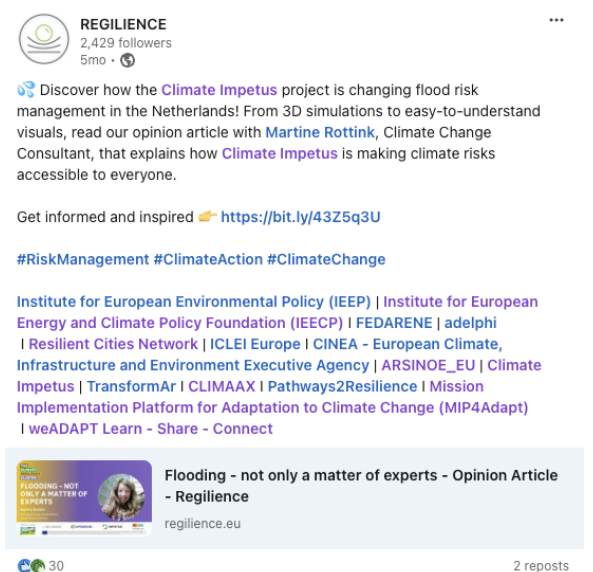 REGILIENCE
2,429 followers
5mo •
Discover how the Climate Impetus project is changing flood risk
management in the Netherlands! From 3D simulations to easy-to-understand
visuals, read our opinion article with Martine Rottink, Climate Change
Consultant, that explains how Climate Impetus is making climate risks
accessible to everyone.
Get informed and inspired 👉 https://bit.ly/43Z5q3U
#RiskManagement #ClimateAction #ClimateChange
Institute for European Environmental Policy (IEEP) | Institute for European
Energy and Climate Policy Foundation (IEECP) I FEDARENE | adelphi
I Resilient Cities Network | ICLEI Europe I CINEA - European Climate,
Infrastructure and Environment Executive Agency | ARSINOE_EU | Climate
Impetus | TransformAr I CLIMAAX I Pathways2Resilience I Mission
Implementation Platform for Adaptation to Climate Change (MIP4Adapt)
I weADAPT Learn - Share - Connect
FLOODING - NOT
ONLY A MATTER OF
EXPERTS
Flooding - not only a matter of experts - Opinion Article
- Regilience
regilience.eu
30
2 reposts